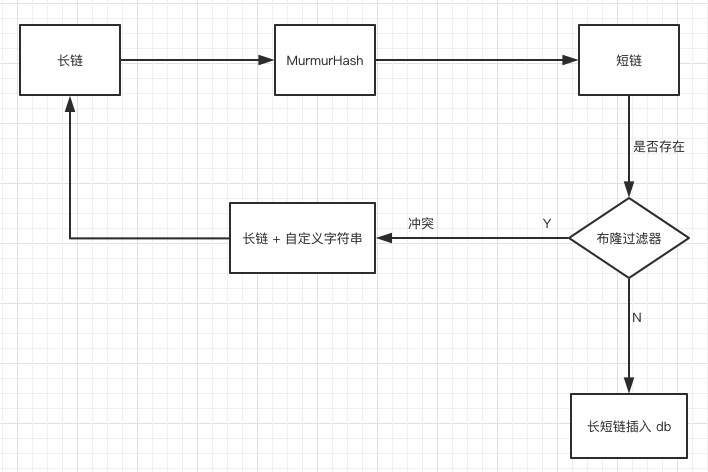 长链
MurmurHash
短链
是否存在
长链 + 自定义字符串
冲突
Y
布隆过滤器
N
长短链插入 db